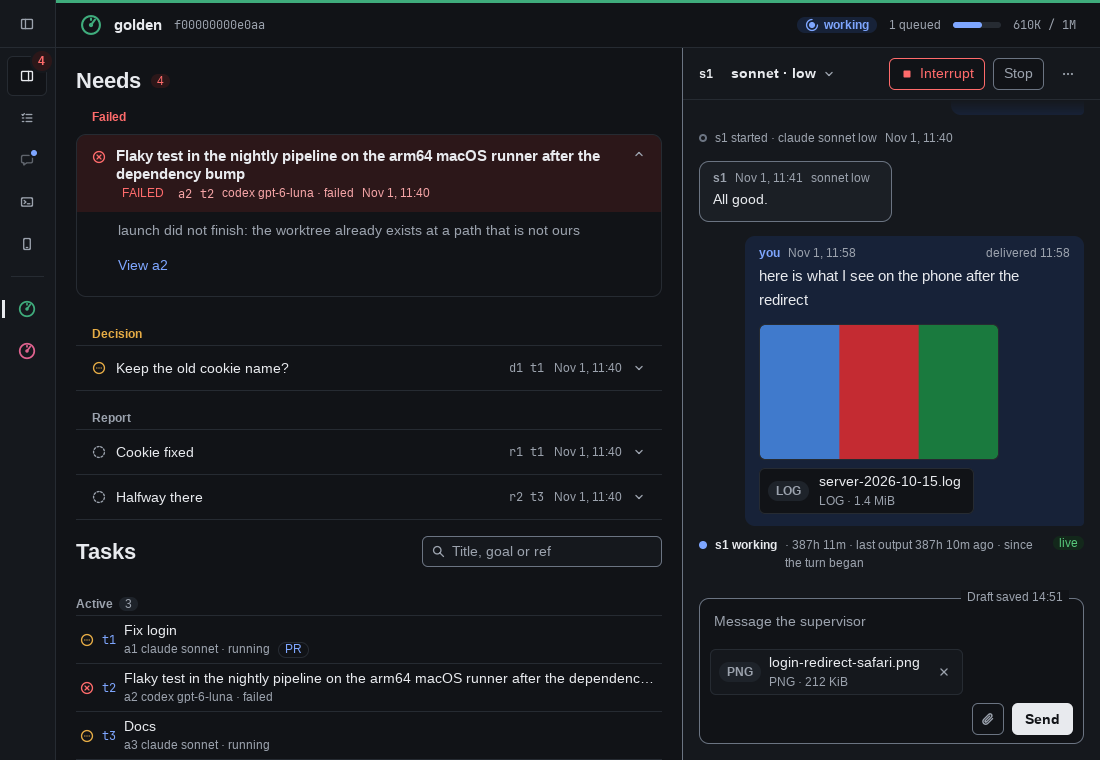 golden f00000000e0aa
working 1 queued 610K / 1M
4
Needs 4
Failed
Flaky test in the nightly pipeline on the arm64 macOS runner after the
dependency bump
FAILED a2 t2 codex gpt-6-luna · failed Nov 1, 11:40
launch did not finish: the worktree already exists at a path that is not ours
View a2
Decision
Keep the old cookie name? d1 t1 Nov 1, 11:40
Report
Cookie fixed r1 t1 Nov 1, 11:40
Halfway there r2 t3 Nov 1, 11:40
Tasks
Title, goal or ref
Active 3
t1 Fix login
a1 claude sonnet · running PR
t2 Flaky test in the nightly pipeline on the arm64 macOS runner after the dependenc…
a2 codex gpt-6-luna · failed
t3 Docs
a3 claude sonnet · running
s1 sonnet · low Interrupt Stop ···
s1 started · claude sonnet low Nov 1, 11:40
s1 Nov 1, 11:41 sonnet low
All good.
you Nov 1, 11:58 delivered 11:58
here is what I see on the phone after the
redirect
LOG server-2026-10-15.log
LOG · 1.4 MiB
s1 working · 387h 11m · last output 387h 10m ago · since live
the turn began
Draft saved 14:51
Message the supervisor
PNG login-redirect-safari.png
PNG · 212 KiB
Send